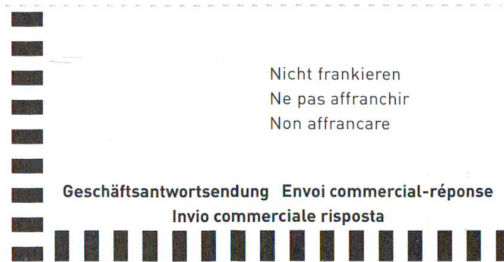 Nicht frankieren
Ne pas affranchir
Non affrancare
Geschäftsantwortsendung Envoi commercial-réponse
Invio commerciale risposta